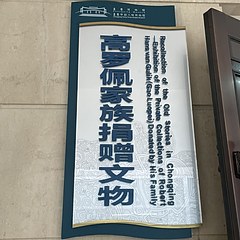 高罗佩家族捐赠文物
Recollection of the Old Stories in Chongqing
—Exhibition of the Private Collections of Robert
Hans van Gulik (Gao Luopei) Donated by His Family